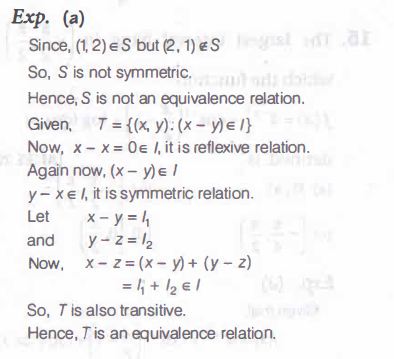 Exp. (a)
Since, (1, 2) ∈ S but (2, 1) ∉ S
So, S is not symmetric.
Hence, S is not an equivalence relation.
Given, T = {(x, y): (x – y) ∈ I}
Now, x – x = 0 ∈ I, it is reflexive relation.
Again now, (x – y) ∈ I
y – x ∈ I, it is symmetric relation.
Let x – y = I₁
and y – z = I₂
Now, x – z = (x – y) + (y – z)
= I₁ + I₂ ∈ I
So, T is also transitive.
Hence, T is an equivalence relation.